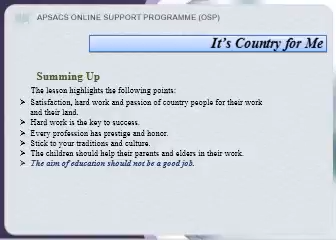 APSACS ONLINE SUPPORT PROGRAMME (OSP)
It's Country for Me
Summing Up
The lesson highlights the following points:
➤ Satisfaction, hard work and passion of country people for their work
and their land.
➤ Hard work is the key to success.
➤ Every profession has prestige and honor.
➤ Stick to your traditions and culture.
➤ The children should help their parents and elders in their work.
➤ The aim of education should not be a good job.